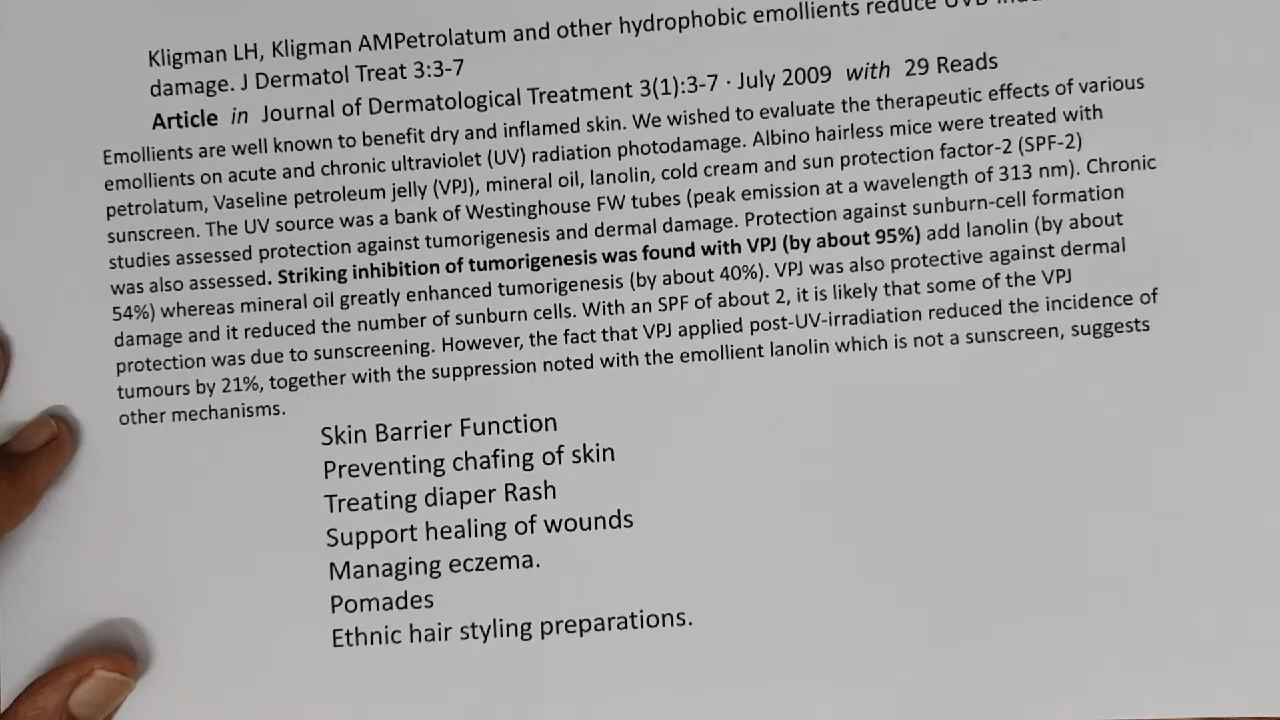 Kligman LH, Kligman AMPetrolatum and other hydrophobic emollients reduce UVB
damage. J Dermatol Treat 3:3-7
Article in Journal of Dermatological Treatment 3(1):3-7 · July 2009 with 29 Reads
Emollients are well known to benefit dry and inflamed skin. We wished to evaluate the therapeutic effects of various
emollients on acute and chronic ultraviolet (UV) radiation photodamage. Albino hairless mice were treated with
petrolatum, Vaseline petroleum jelly (VPJ), mineral oil, lanolin, cold cream and sun protection factor-2 (SPF-2)
sunscreen. The UV source was a bank of Westinghouse FW tubes (peak emission at a wavelength of 313 nm). Chronic
studies assessed protection against tumorigenesis and dermal damage. Protection against sunburn-cell formation
was also assessed. Striking inhibition of tumorigenesis was found with VPJ (by about 95%) add lanolin (by about
54%) whereas mineral oil greatly enhanced tumorigenesis (by about 40%). VPJ was also protective against dermal
damage and it reduced the number of sunburn cells. With an SPF of about 2, it is likely that some of the VPJ
protection was due to sunscreening. However, the fact that VPJ applied post-UV-irradiation reduced the incidence of
tumours by 21%, together with the suppression noted with the emollient lanolin which is not a sunscreen, suggests
other mechanisms.
Skin Barrier Function
Preventing chafing of skin
Treating diaper Rash
Support healing of wounds
Managing eczema.
Pomades
Ethnic hair styling preparations.